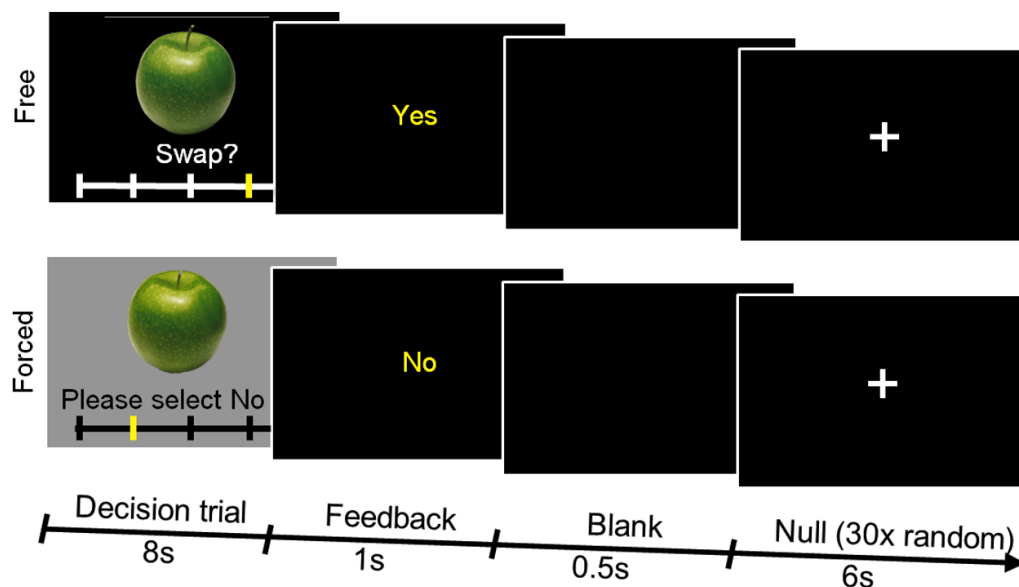 Free
Swap?
Yes
+
Forced
Please select No
No
+
Decision trial
Feedback
Blank
Null (30x random)
8s
1s
0.5s
6s